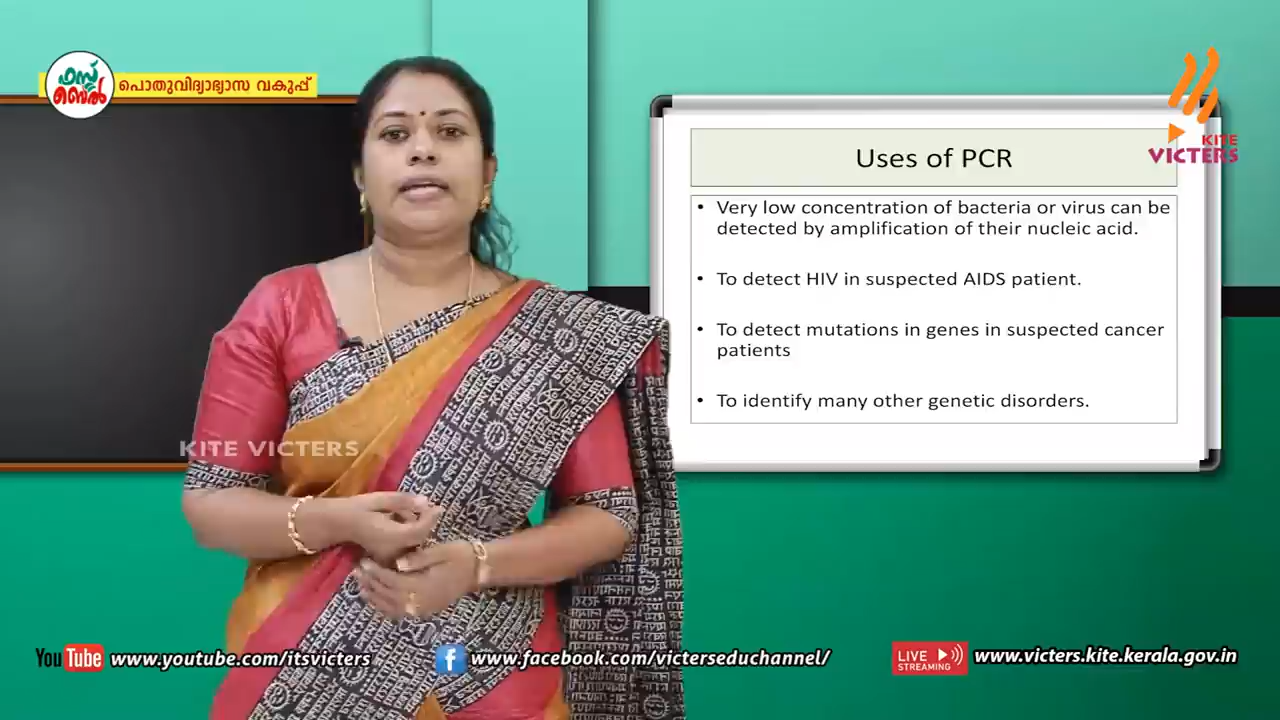 ഫസ്റ്റ്
ബെൽ
പൊതുവിദ്യാഭ്യാസ വകുപ്പ്
KITE
VICTERS
Uses of PCR
• Very low concentration of bacteria or virus can be
detected by amplification of their nucleic acid.
• To detect HIV in suspected AIDS patient.
• To detect mutations in genes in suspected cancer
patients
• To identify many other genetic disorders.
KITE VICTERS
YouTube www.youtube.com/itsvicters
f www.facebook.com/victerseduchannel/
LIVE
STREAMING
www.victers.kite.kerala.gov.in